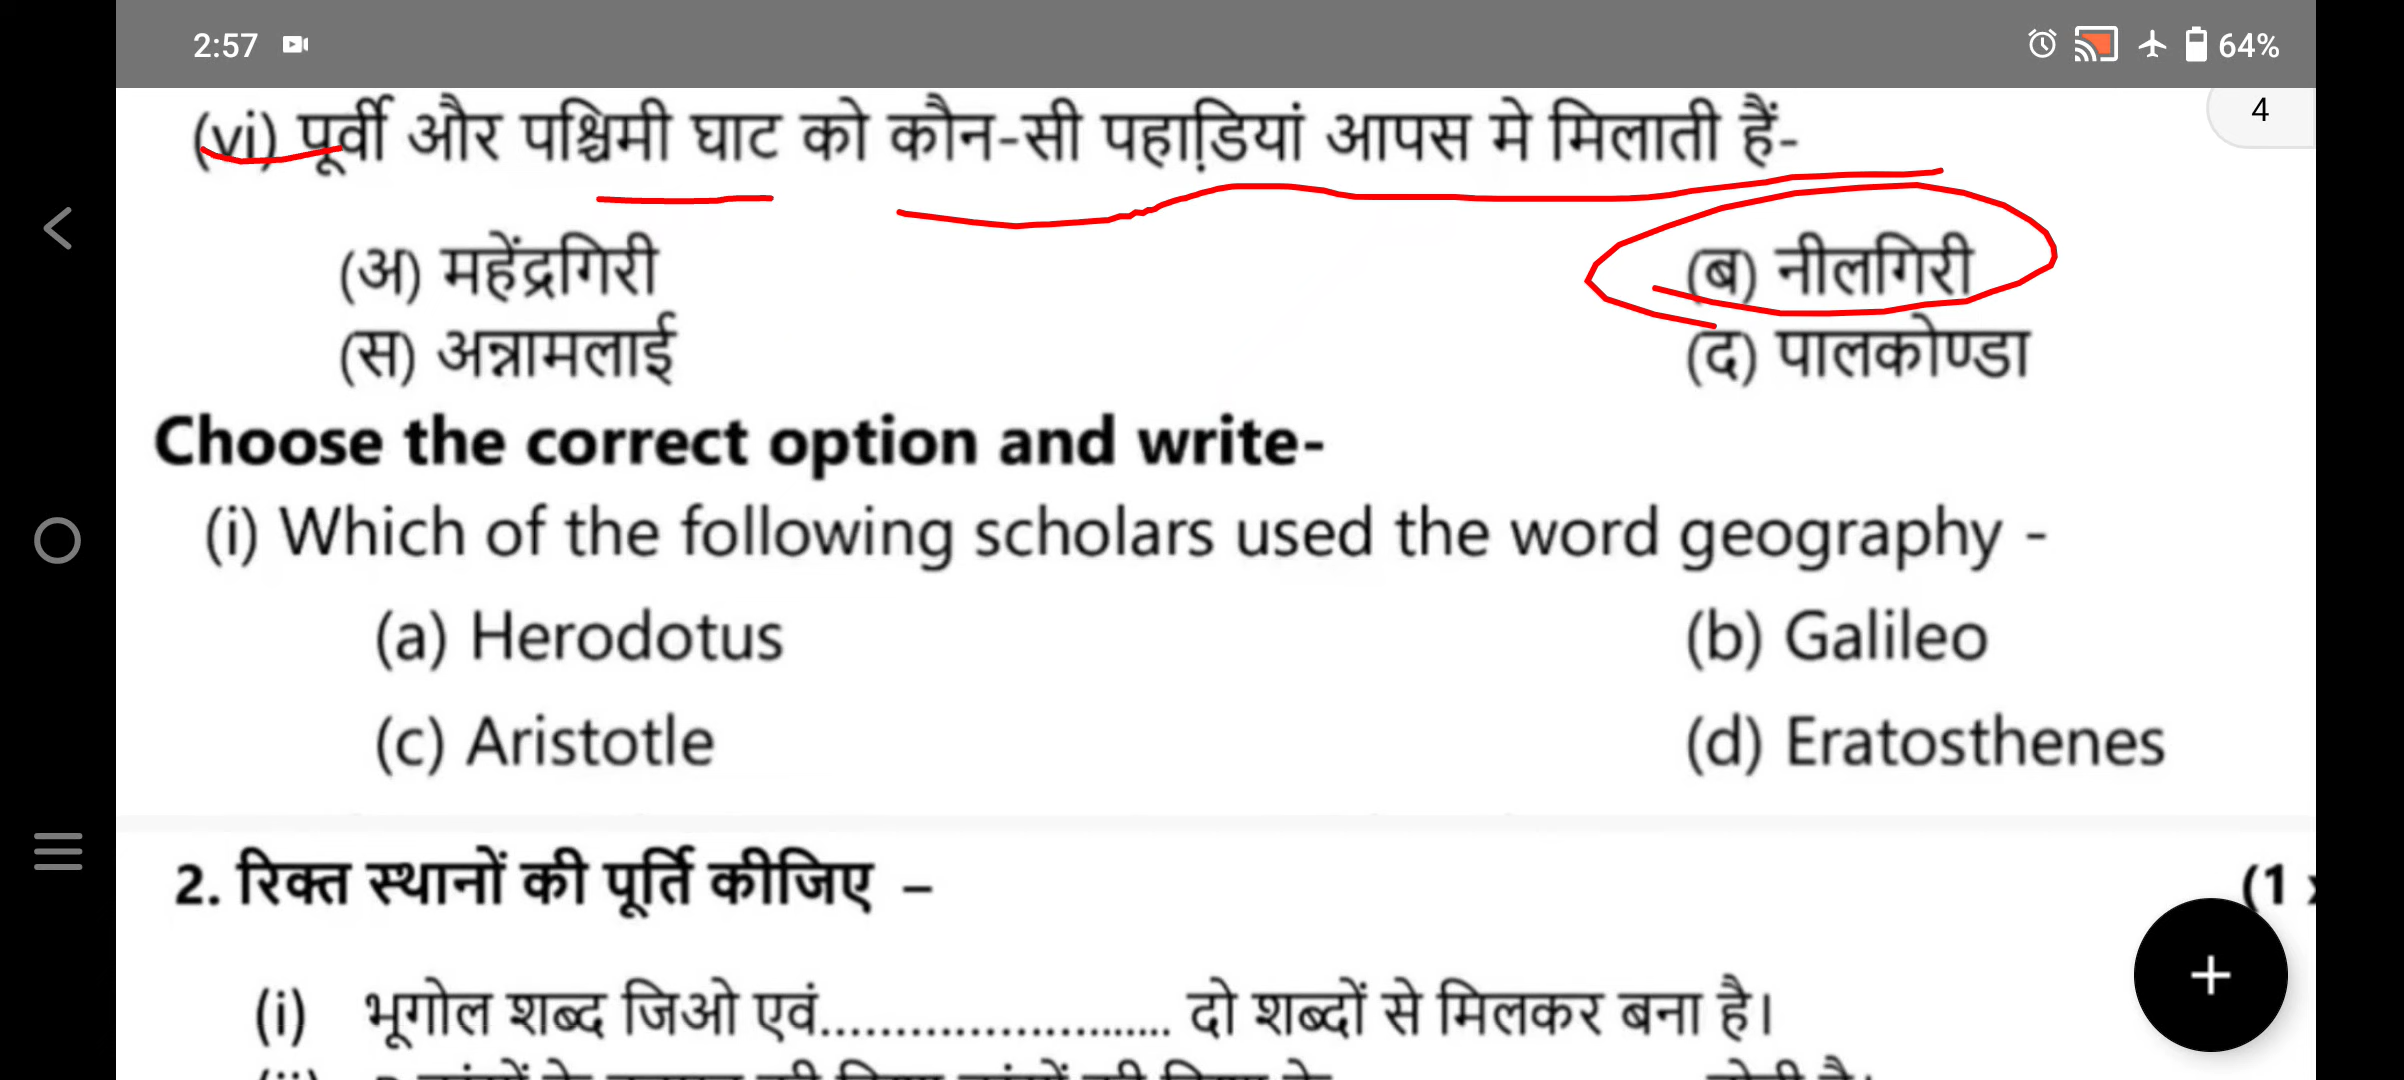 2:57
64%
4
(vi) पूर्वी और पश्चिमी घाट को कौन-सी पहाड़ियां आपस मे मिलाती हैं-
(अ) महेंद्रगिरी (ब) नीलगिरी
(स) अन्नामलाई (द) पालकोण्डा
Choose the correct option and write-
(i) Which of the following scholars used the word geography -
(a) Herodotus (b) Galileo
(c) Aristotle (d) Eratosthenes
2. रिक्त स्थानों की पूर्ति कीजिए – (1
(i) भूगोल शब्द जिओ एवं........................ दो शब्दों से मिलकर बना है।